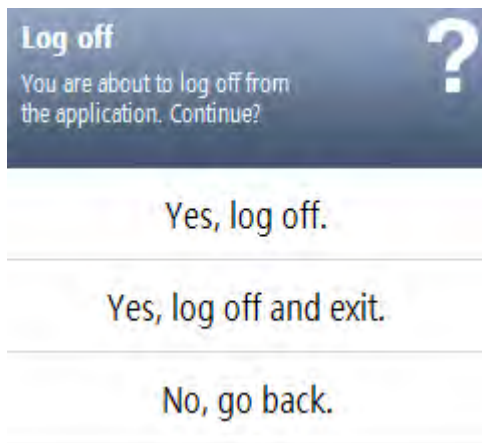 Log off
You are about to log off from
the application. Continue?
?
Yes, log off.
Yes, log off and exit.
No, go back.